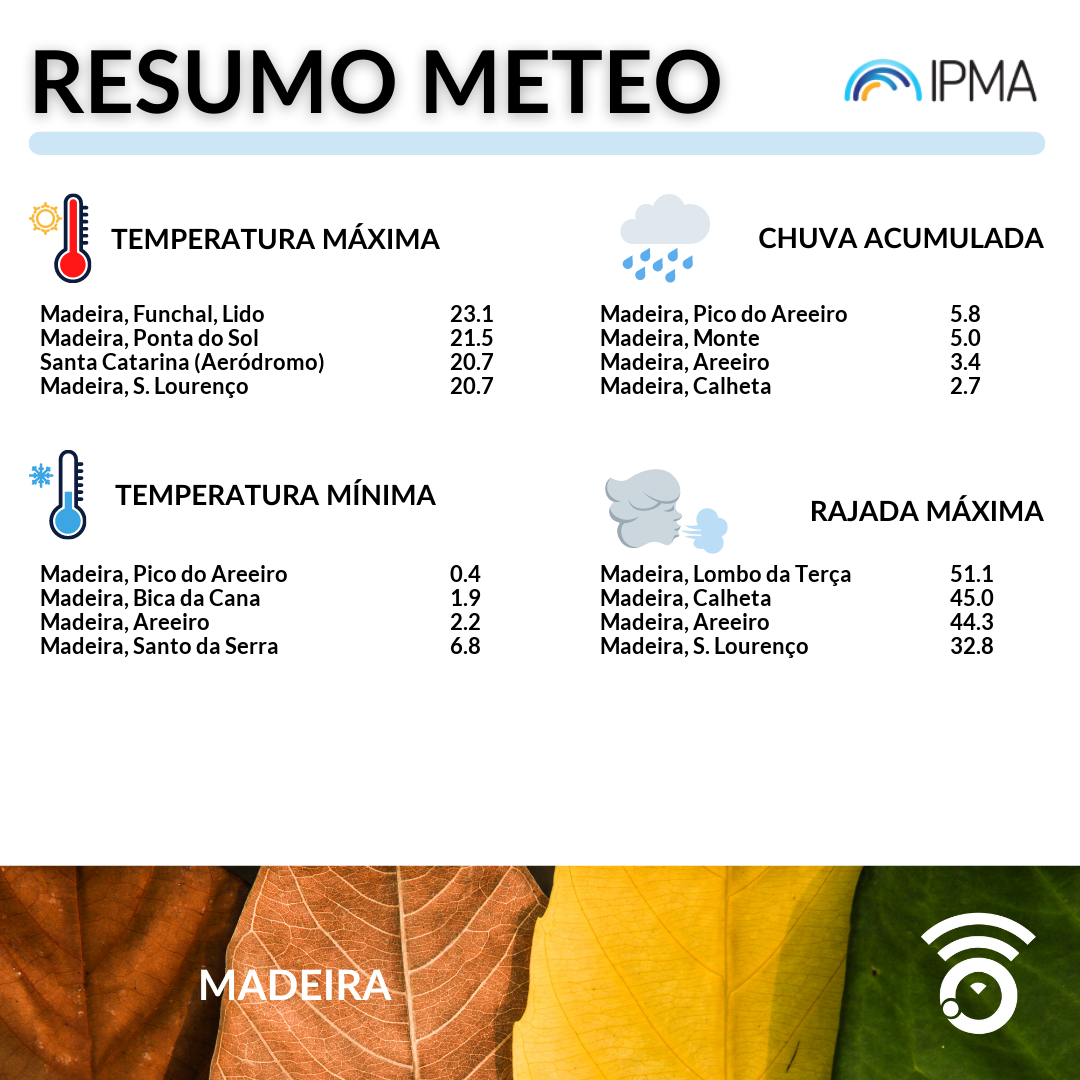 RESUMO METEO
IPMA
TEMPERATURA MÁXIMA
Madeira, Funchal, Lido 23.1
Madeira, Ponta do Sol 21.5
Santa Catarina (Aeródromo) 20.7
Madeira, S. Lourenço 20.7
CHUVA ACUMULADA
Madeira, Pico do Areeiro 5.8
Madeira, Monte 5.0
Madeira, Areeiro 3.4
Madeira, Calheta 2.7
TEMPERATURA MÍNIMA
Madeira, Pico do Areeiro 0.4
Madeira, Bica da Cana 1.9
Madeira, Areeiro 2.2
Madeira, Santo da Serra 6.8
RAJADA MÁXIMA
Madeira, Lombo da Terça 51.1
Madeira, Calheta 45.0
Madeira, Areeiro 44.3
Madeira, S. Lourenço 32.8
MADEIRA